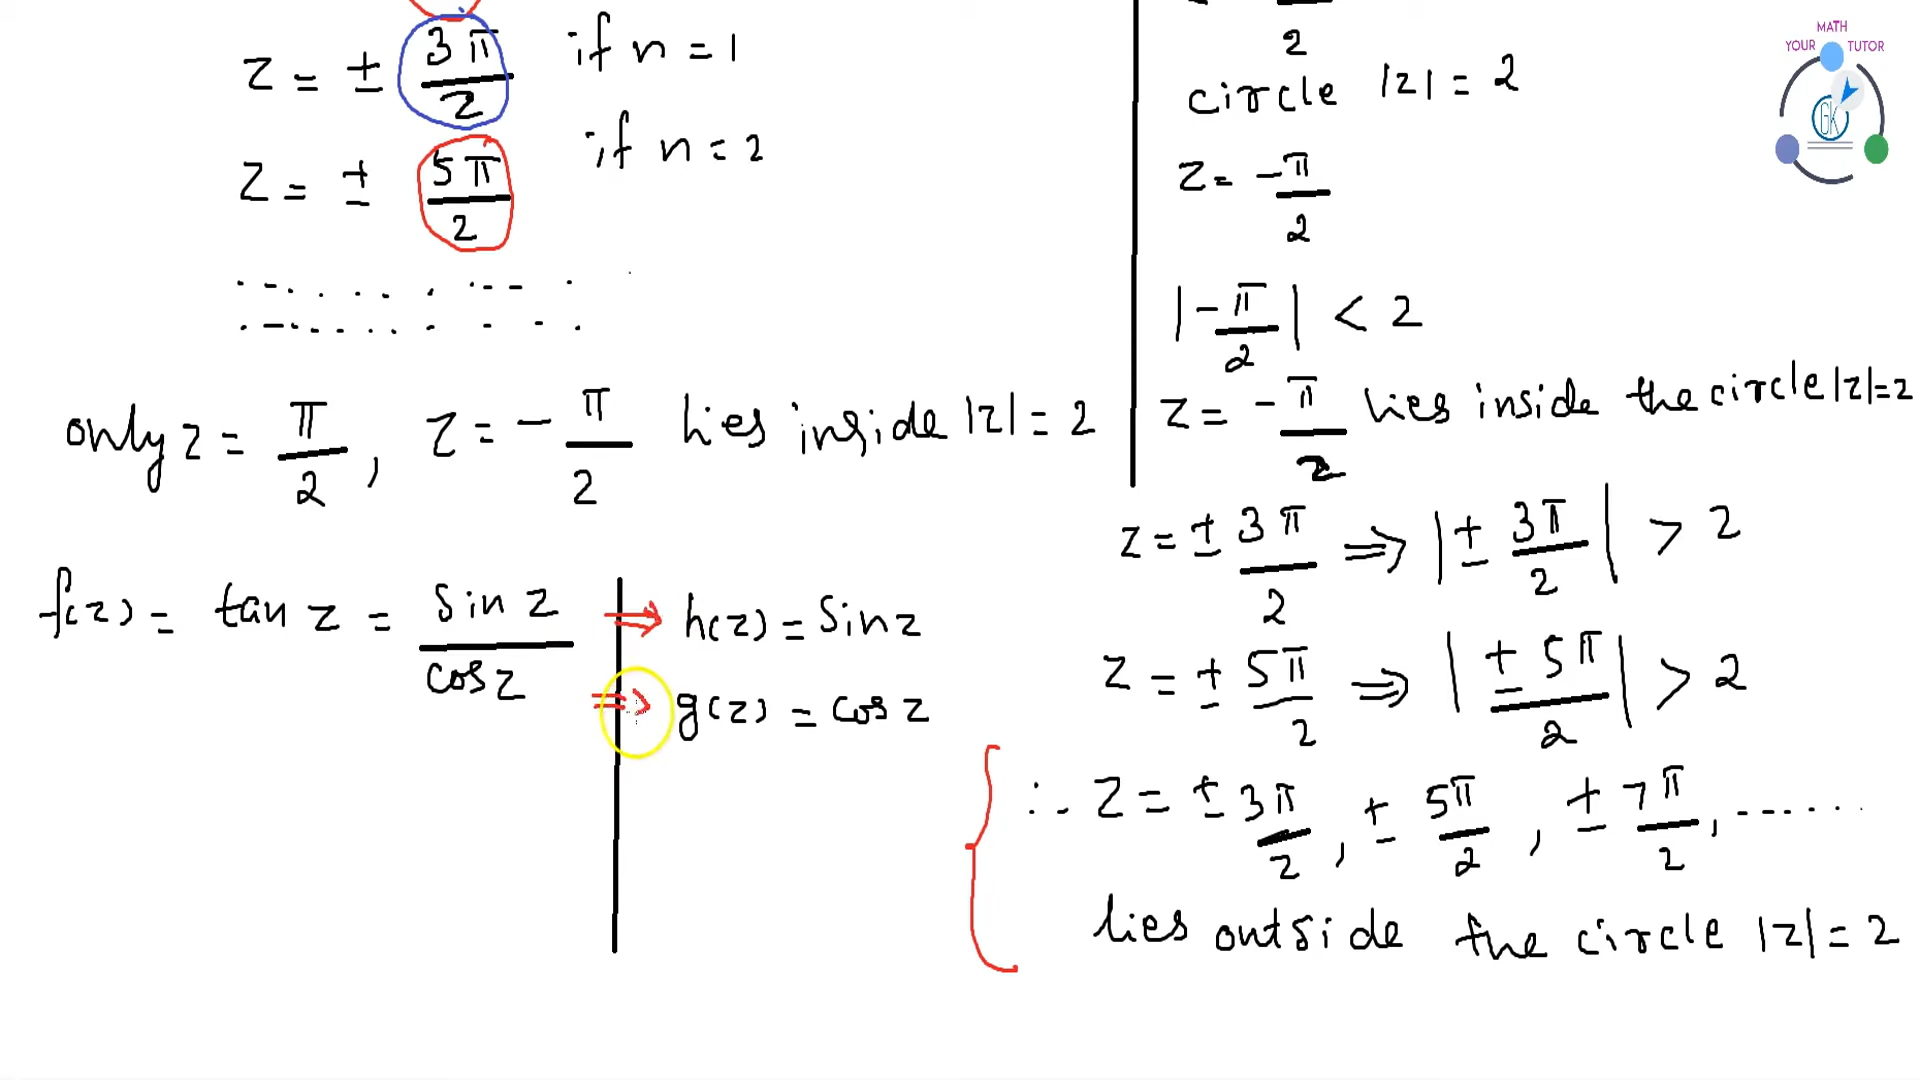 z = ± 3π/2 if n = 1
z = ± 5π/2 if n = 2
only z = π/2 , z = - π/2 lies inside |z| = 2
f(z) = tan z = sin z / cos z
⇒ h(z) = sin z
⇒ g(z) = cos z
2
circle |z| = 2
z = -π/2
|-π/2| < 2
z = -π/2 lies inside the circle |z|=2
z = ± 3π/2 ⇒ |± 3π/2| > 2
z = ± 5π/2 ⇒ |± 5π/2| > 2
∴ z = ± 3π/2 , ± 5π/2 , ± 7π/2 , ......
lies outside the circle |z| = 2
MATH
YOUR TUTOR
GK